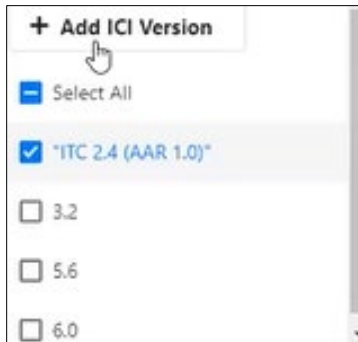 + Add ICI Version
Select All
"ITC 2.4 (AAR 1.0)"
3.2
5.6
6.0